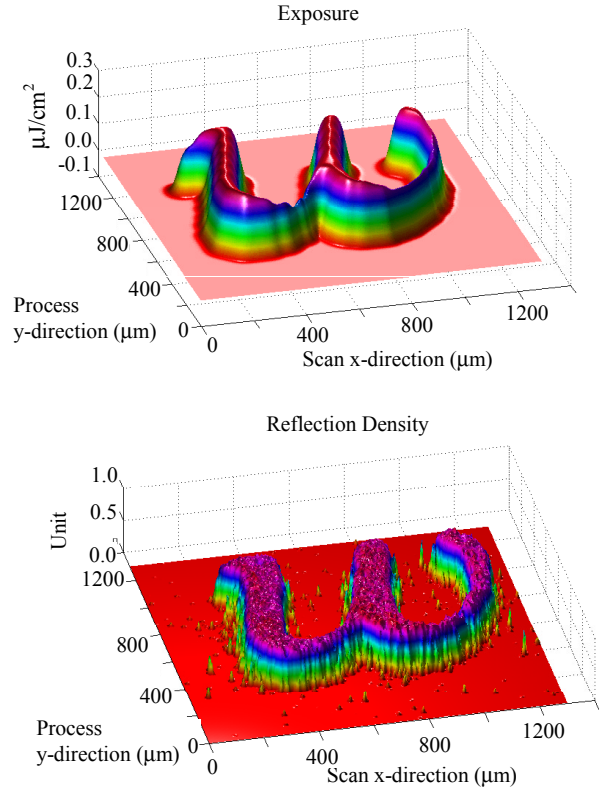 Exposure
0.3
0.2
0.1
0.0
-0.1
μJ/cm²
1200
800
400
0
Process
y-direction (μm)
0
400
800
1200
Scan x-direction (μm)
Reflection Density
1.0
0.5
0.0
Unit
1200
800
400
0
Process
y-direction (μm)
0
400
800
1200
Scan x-direction (μm)